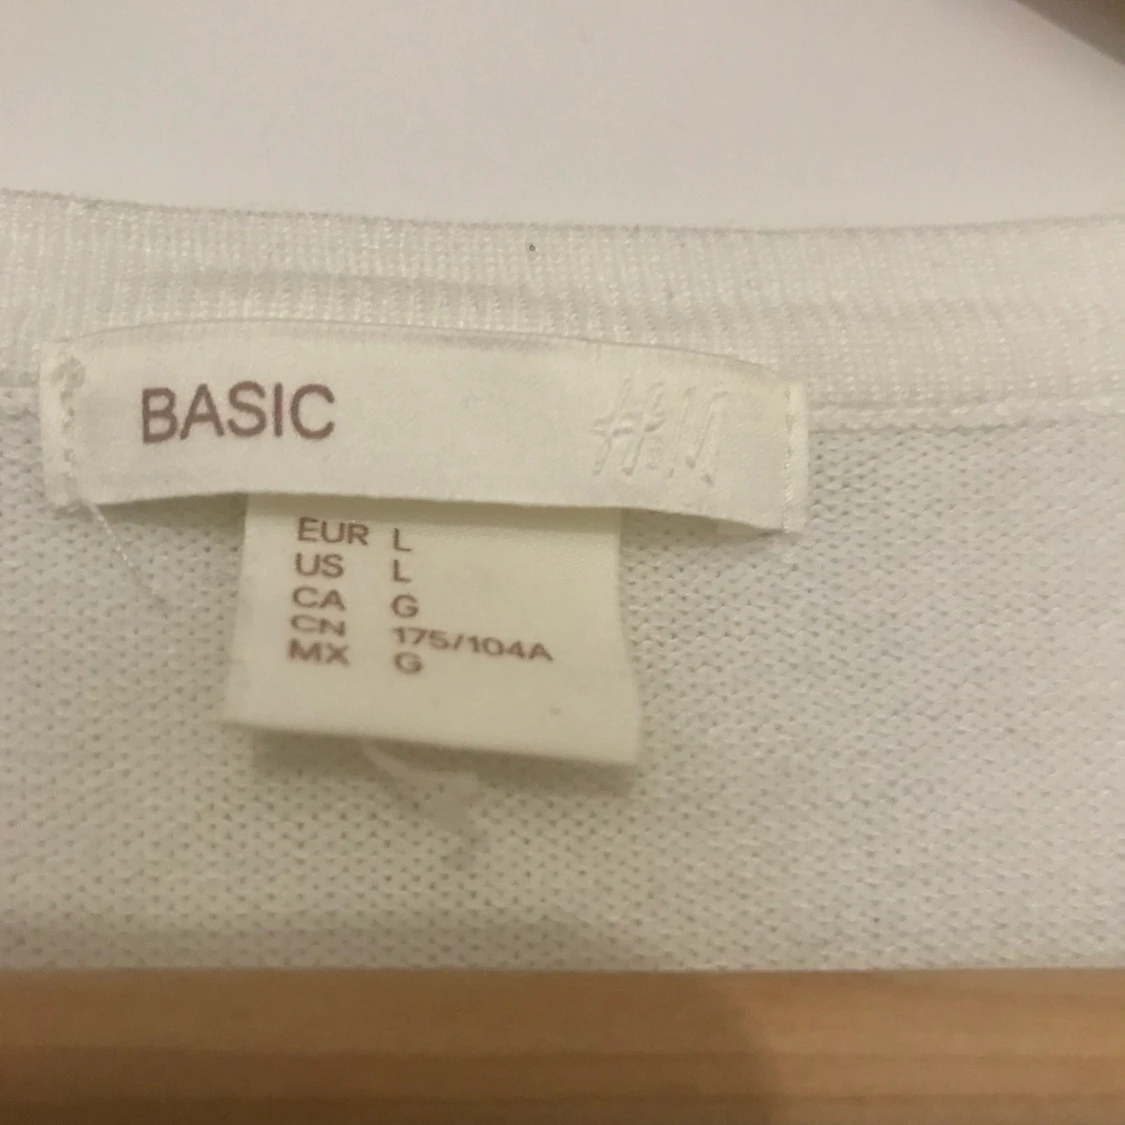 BASIC H&M
EUR L
US L
CA G
CN 175/104A
MX G